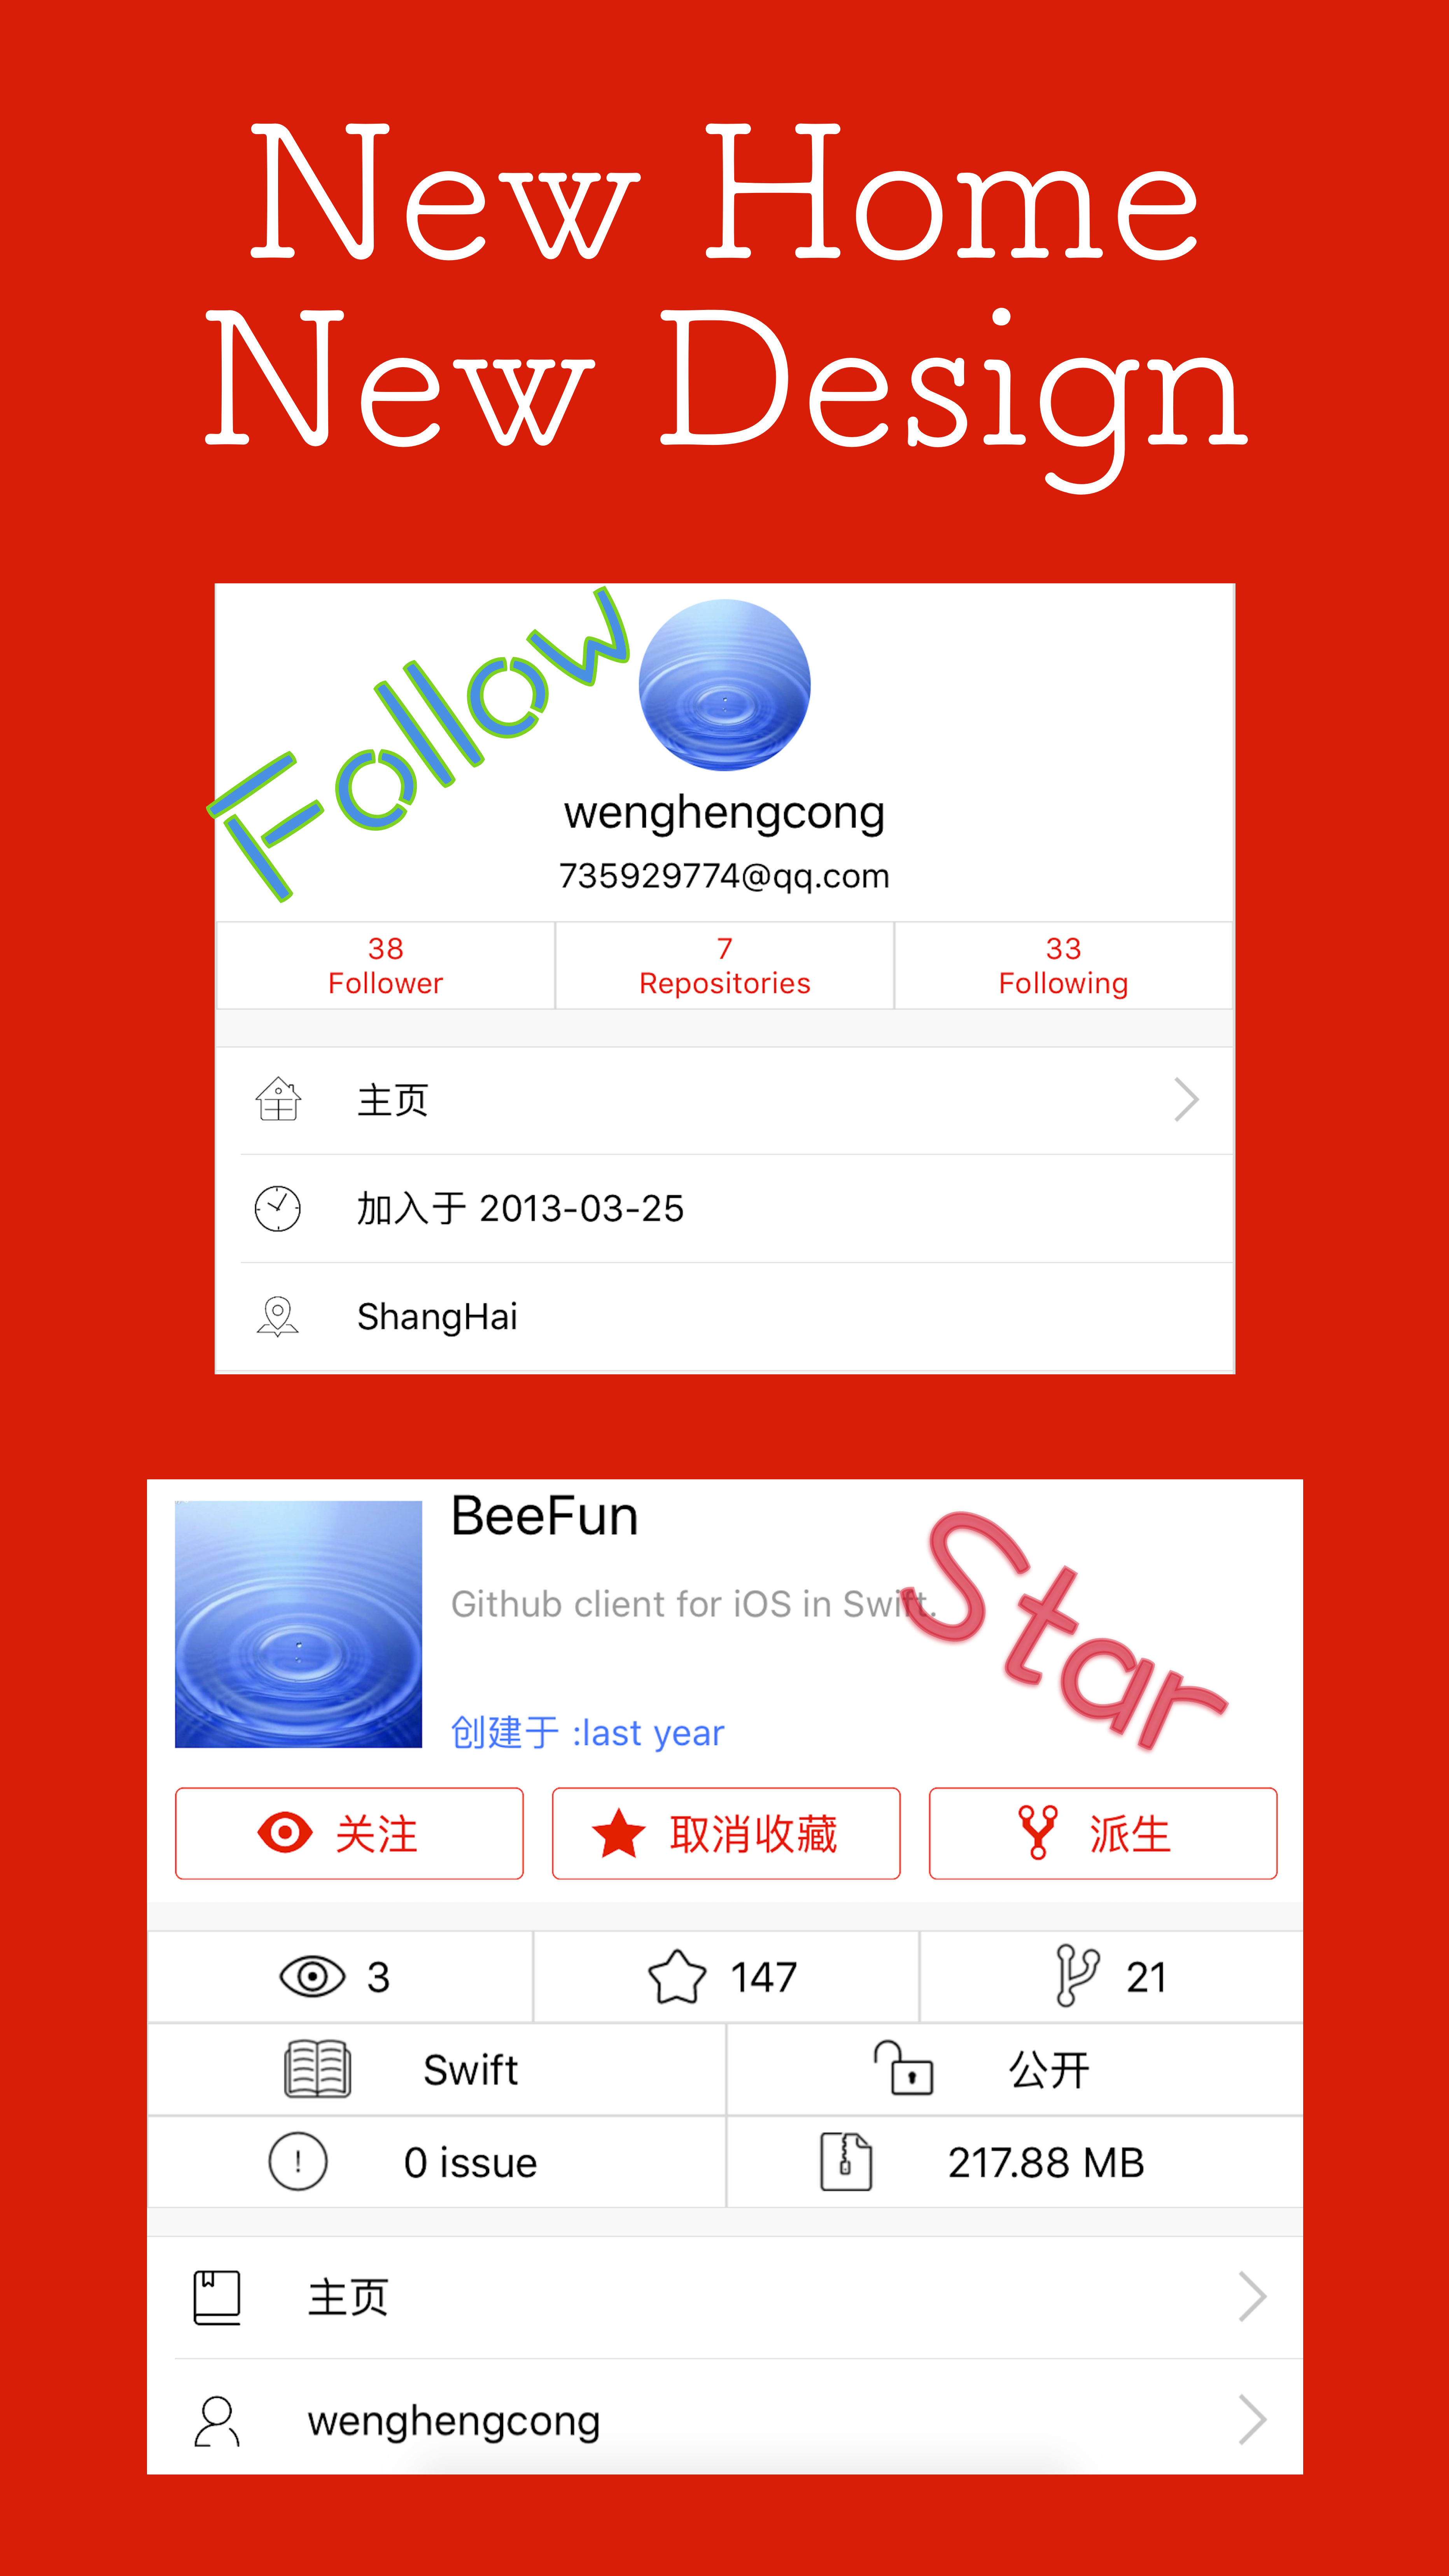 New Home
New Design
Follow
wenghengcong
735929774@qq.com
38
Follower
7
Repositories
33
Following
主页
加入于 2013-03-25
ShangHai
BeeFun
Star
Github client for iOS in Swift.
创建于 :last year
关注
取消收藏
派生
3
147
21
Swift
公开
!
0 issue
217.88 MB
主页
wenghengcong